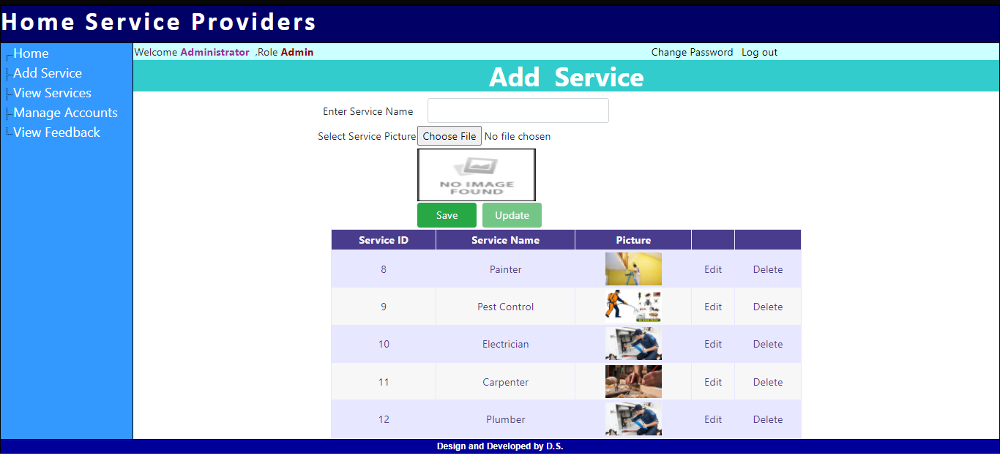 Home Service Providers
Welcome Administrator ,Role Admin Change Password Log out
Home
Add Service
View Services
Manage Accounts
View Feedback
Add Service
Enter Service Name
Select Service Picture Choose File No file chosen
NO IMAGE
FOUND
Save Update
Service ID Service Name Picture
8 Painter Edit Delete
9 Pest Control Edit Delete
10 Electrician Edit Delete
11 Carpenter Edit Delete
12 Plumber Edit Delete
Design and Developed by D.S.